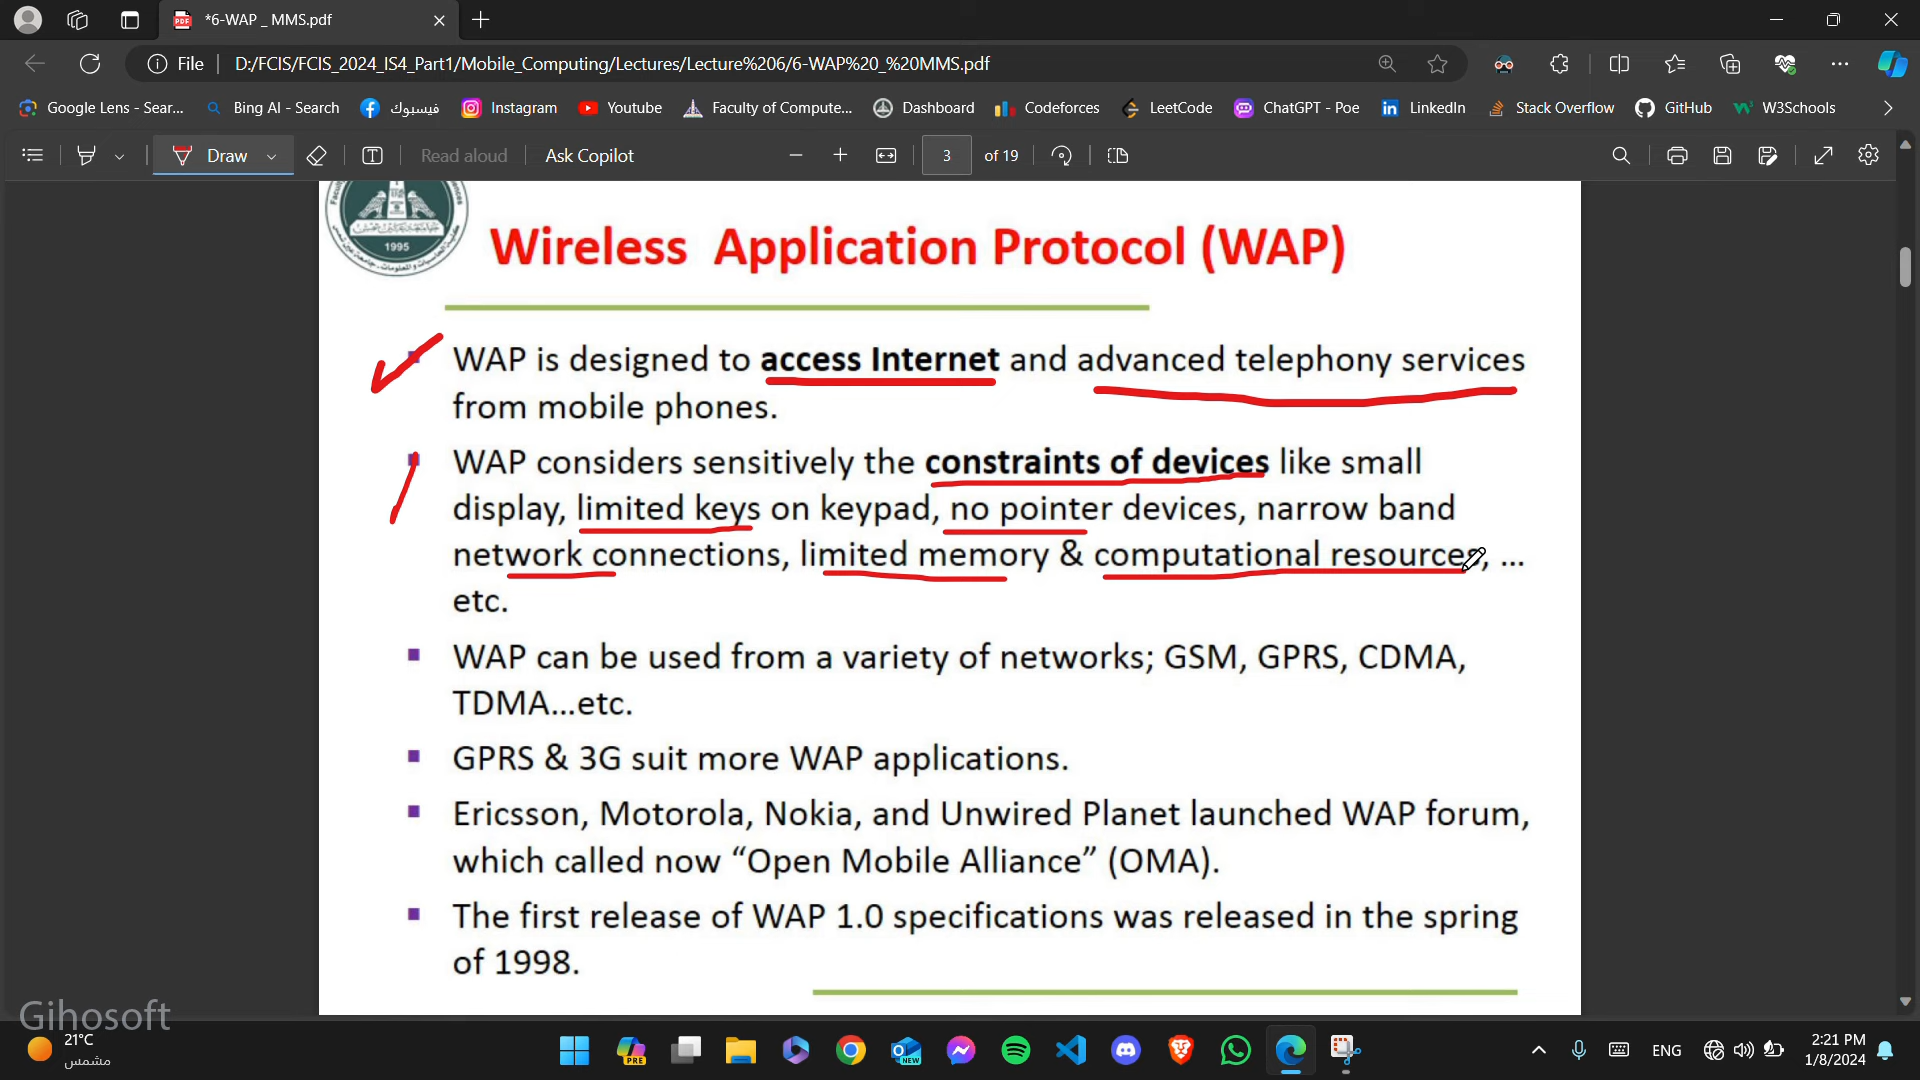 *6-WAP _ MMS.pdf
File
D:/FCIS/FCIS_2024_IS4_Part1/Mobile_Computing/Lectures/Lecture%206/6-WAP%20_%20MMS.pdf
Google Lens - Sear...
Bing AI - Search
فيسبوك
Instagram
Youtube
Faculty of Compute...
Dashboard
Codeforces
LeetCode
ChatGPT - Poe
LinkedIn
Stack Overflow
GitHub
W3Schools
Draw
Read aloud
Ask Copilot
3
of 19
1995
Wireless Application Protocol (WAP)
WAP is designed to access Internet and advanced telephony services
from mobile phones.
WAP considers sensitively the constraints of devices like small
display, limited keys on keypad, no pointer devices, narrow band
network connections, limited memory & computational resources, ...
etc.
WAP can be used from a variety of networks; GSM, GPRS, CDMA,
TDMA...etc.
GPRS & 3G suit more WAP applications.
Ericsson, Motorola, Nokia, and Unwired Planet launched WAP forum,
which called now “Open Mobile Alliance” (OMA).
The first release of WAP 1.0 specifications was released in the spring
of 1998.
Gihosoft
21°C
مشمس
ENG
2:21 PM
1/8/2024